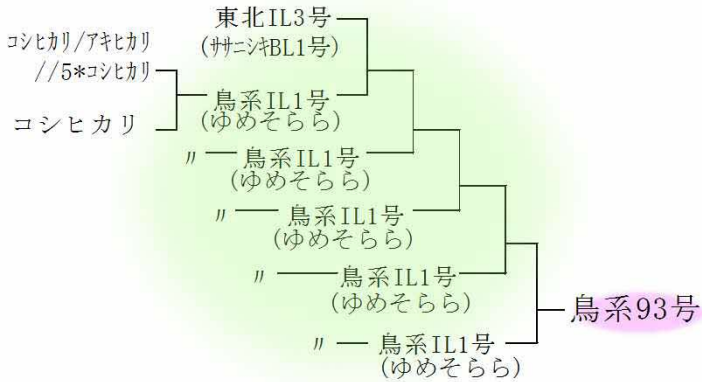 東北IL3号
(ササニシキBL1号)
コシヒカリ/アキヒカリ
//5*コシヒカリ
鳥系IL1号
(ゆめそらら)
コシヒカリ
〃 鳥系IL1号
(ゆめそらら)
〃 鳥系IL1号
(ゆめそらら)
〃 鳥系IL1号
(ゆめそらら)
鳥系93号
〃 鳥系IL1号
(ゆめそらら)